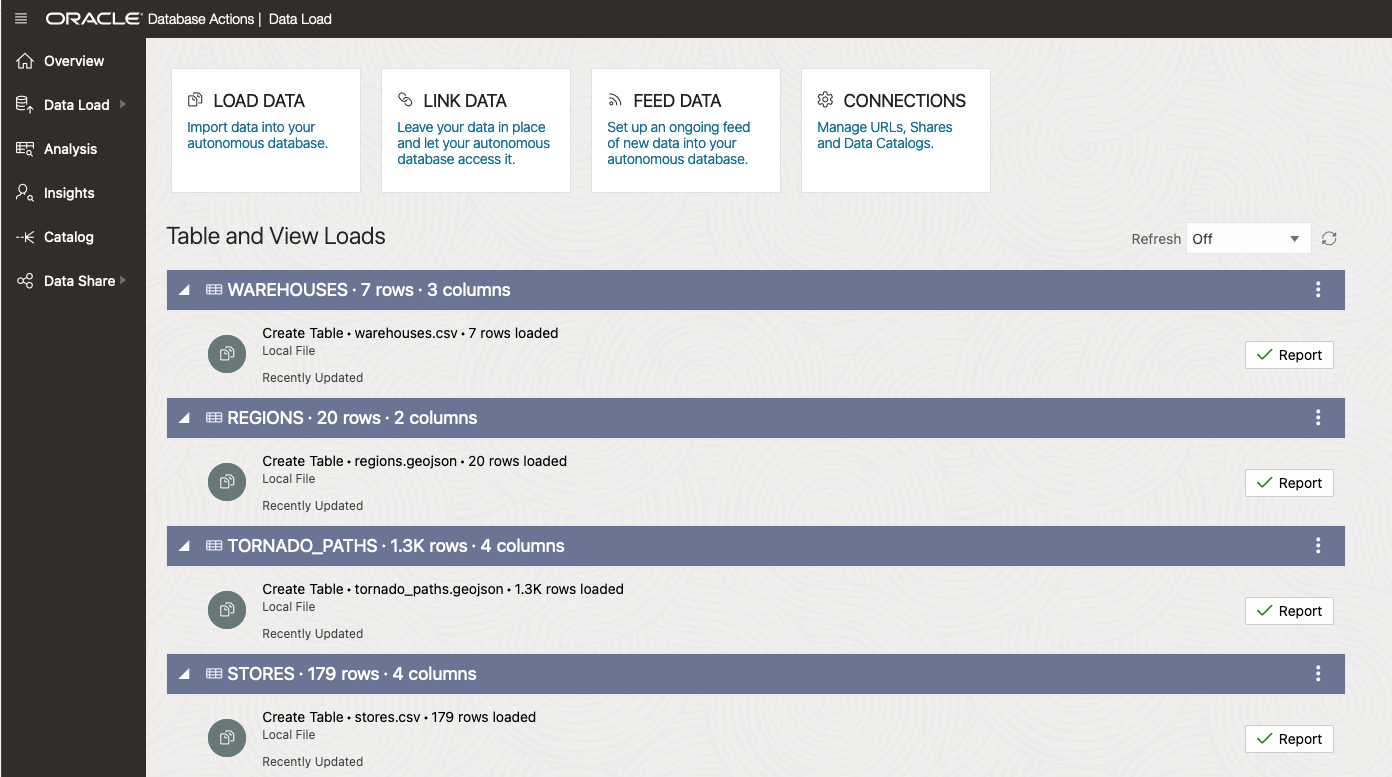 ORACLE Database Actions | Data Load
Overview
Data Load
Analysis
Insights
Catalog
Data Share
LOAD DATA
Import data into your
autonomous database.
LINK DATA
Leave your data in place
and let your autonomous
database access it.
FEED DATA
Set up an ongoing feed
of new data into your
autonomous database.
CONNECTIONS
Manage URLs, Shares
and Data Catalogs.
Table and View Loads
Refresh Off
WAREHOUSES · 7 rows · 3 columns
Create Table • warehouses.csv • 7 rows loaded
Local File
Recently Updated
Report
REGIONS · 20 rows · 2 columns
Create Table • regions.geojson • 20 rows loaded
Local File
Recently Updated
Report
TORNADO_PATHS · 1.3K rows · 4 columns
Create Table • tornado_paths.geojson • 1.3K rows loaded
Local File
Recently Updated
Report
STORES · 179 rows · 4 columns
Create Table • stores.csv • 179 rows loaded
Local File
Recently Updated
Report